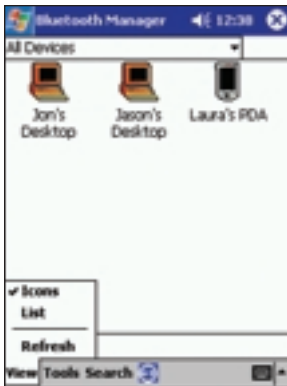 Bluetooth Manager 12:38
All Devices
Jon's Desktop
Jason's Desktop
Laura's PDA
Icons
List
Refresh
View Tools Search